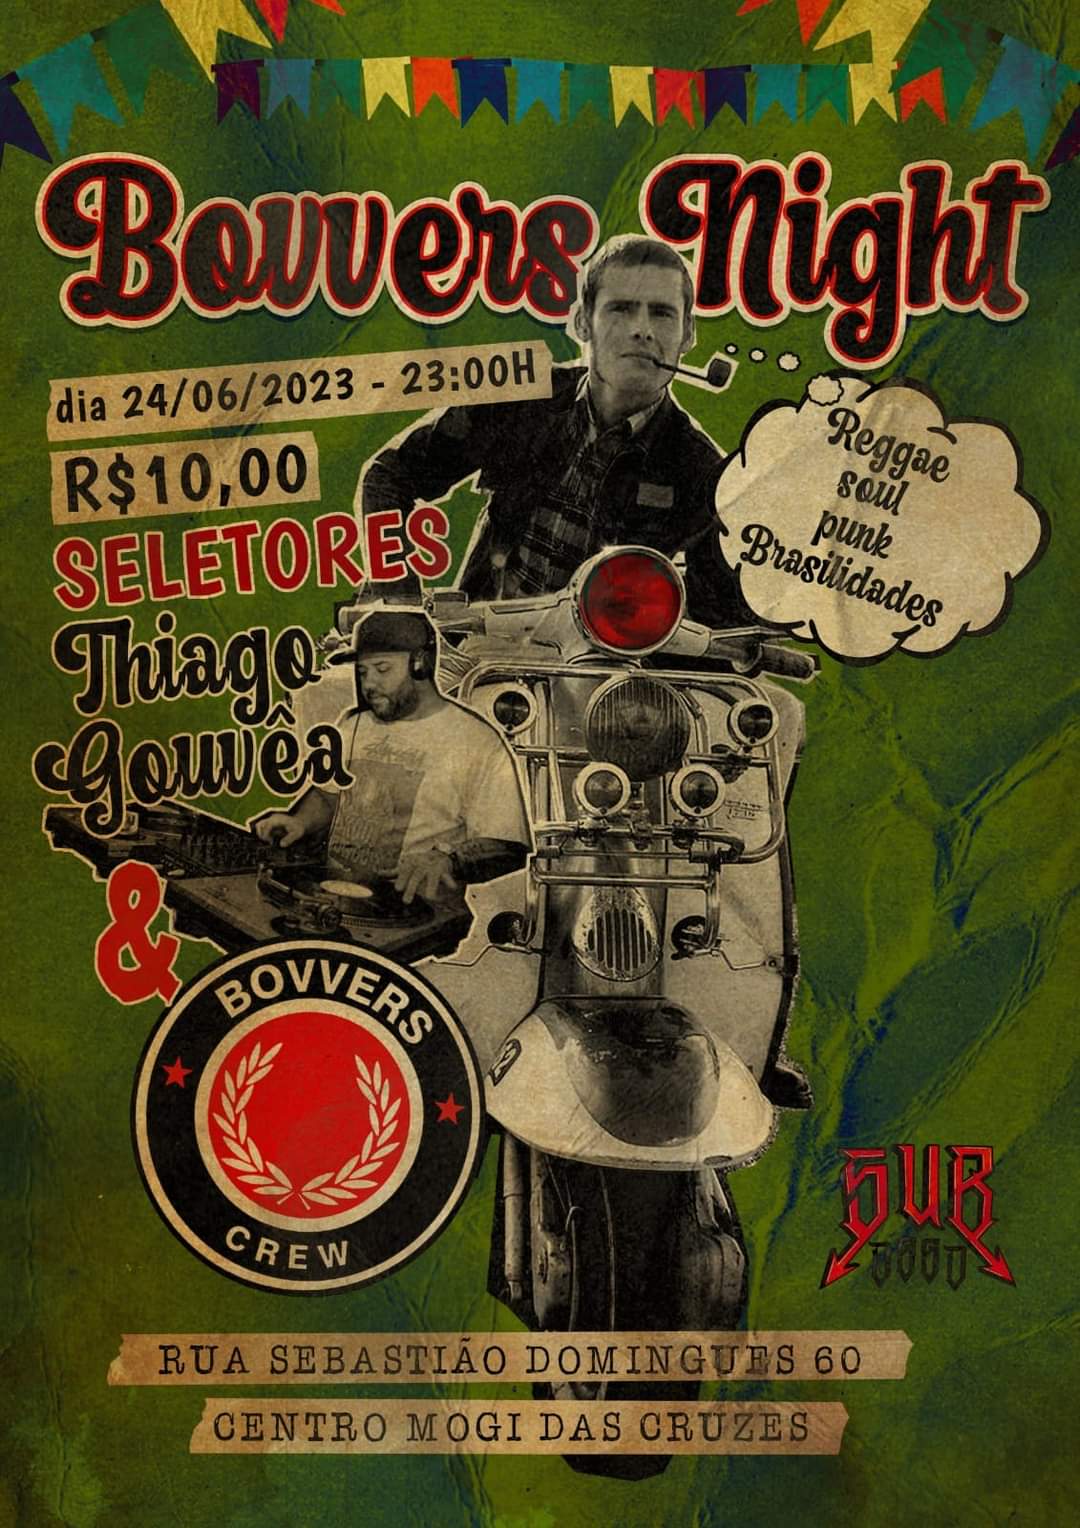 Bovvers Night
dia 24/06/2023 - 23:00H
R$10,00
SELETORES
Thiago
Gouvêa
&
Reggae
soul
punk
Brasilidades
BOVVERS
CREW
SUB
RUA SEBASTIÃO DOMINGUES 60
CENTRO MOGI DAS CRUZES